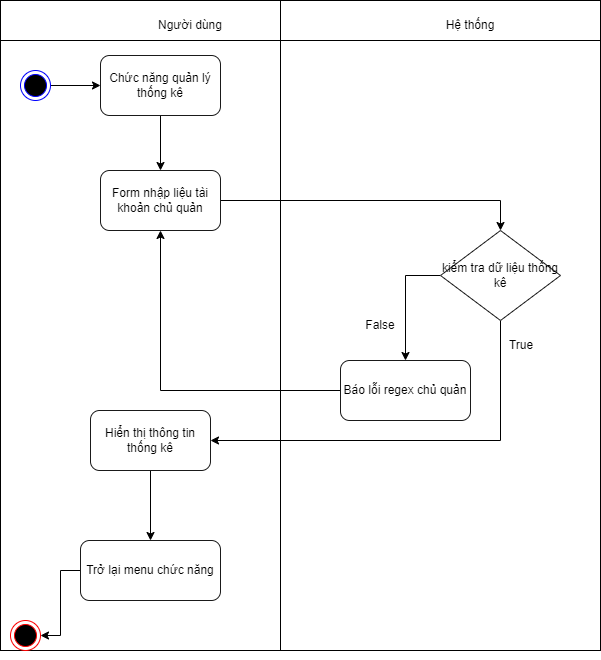 Người dùng
Hệ thống
Chức năng quản lý
thống kê
Form nhập liệu tài
khoản chủ quản
kiểm tra dữ liệu thống
kê
False
True
Báo lỗi regex chủ quản
Hiển thị thông tin
thống kê
Trở lại menu chức năng